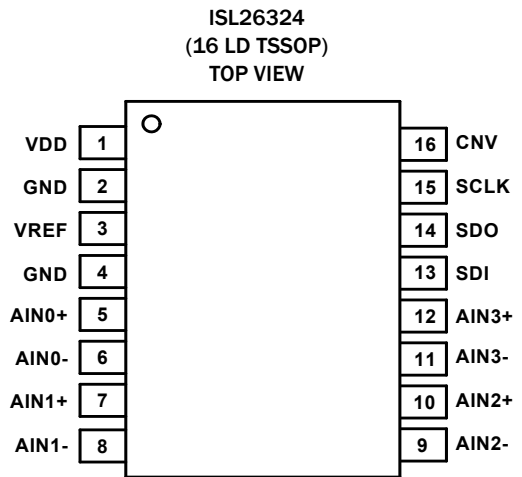 ISL26324
(16 LD TSSOP)
TOP VIEW
VDD 1 16 CNV
GND 2 15 SCLK
VREF 3 14 SDO
GND 4 13 SDI
AIN0+ 5 12 AIN3+
AIN0- 6 11 AIN3-
AIN1+ 7 10 AIN2+
AIN1- 8 9 AIN2-